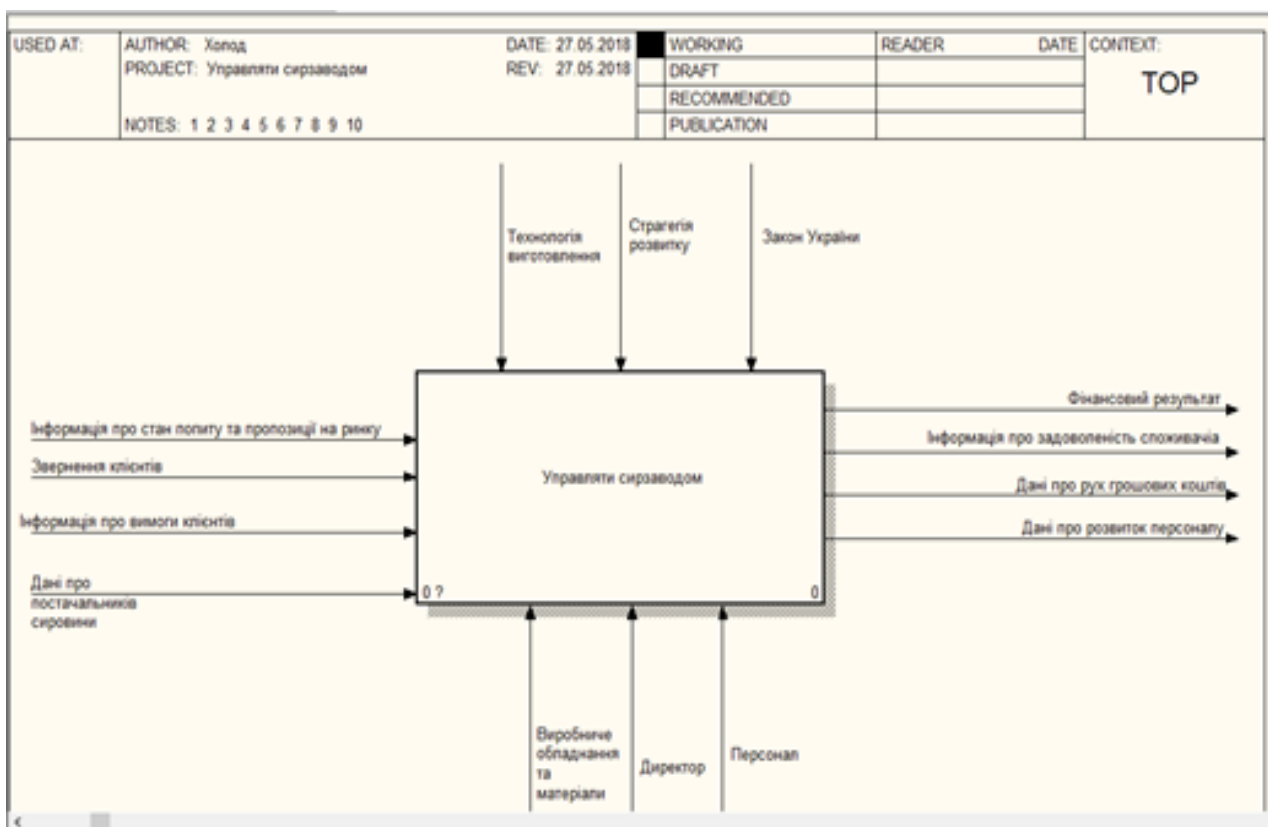 USED AT:
AUTHOR: Холод
DATE: 27.05.2018
WORKING
READER
DATE
CONTEXT:
PROJECT: Управляти сирзаводом
REV: 27.05.2018
DRAFT
TOP
RECOMMENDED
NOTES: 1 2 3 4 5 6 7 8 9 10
PUBLICATION
Технологія
виготовлення
Страгегія
розвитку
Закон України
Інформація про стан попиту та пропозиції на ринку
Звернення клієнтів
Інформація про вимоги клієнтів
Дані про
постачальників
сировини
Управляти сирзаводом
0 ?
0
Фінансовий результат
Інформація про задоволеність споживачіа
Дані про рух грошових коштів
Дані про розвиток персоналу
Виробниче
обладнання
та
матеріали
Директор
Персонал